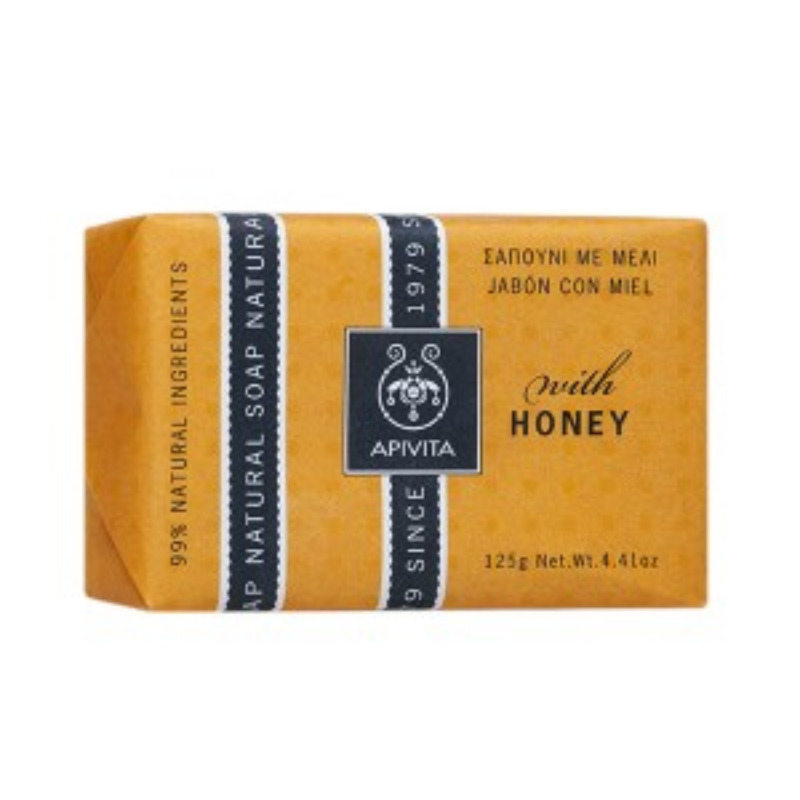 99% NATURAL INGREDIENTS
AP NATURAL SOAP NATURA
9 SINCE
1979 S
APIVITA
ΣΑΠΟΥΝΙ ΜΕ ΜΕΛΙ
JABÓN CON MIEL
with
HONEY
125g Net.Wt.4.41oz